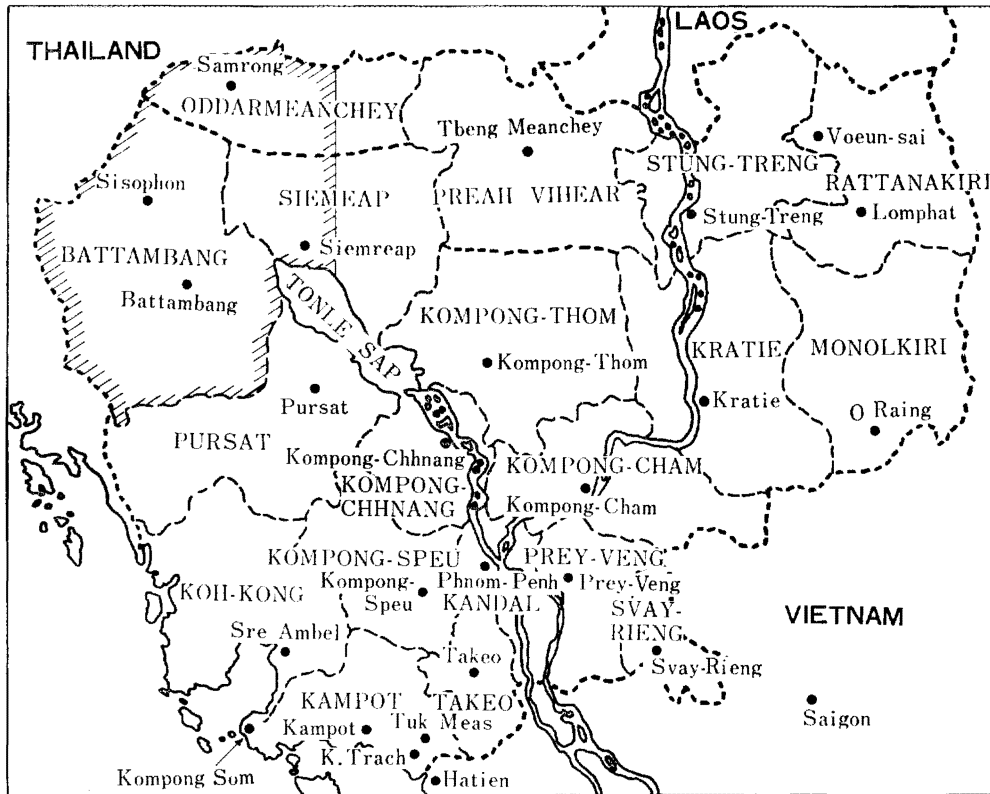 LAOS
THAILAND
Samrong
ODDARMEANCHEY
Tbeng Meanchey
Voeun-sai
STUNG-TRENG
Sisophon
SIEMEAP
PREAH VIHEAR
RATTANAKIRI
Stung-Treng
Lomphat
Siemreap
BATTAMBANG
Battambang
TONLE SAP
KOMPONG-THOM
KRATIE
MONOLKIRI
Kompong-Thom
Pursat
Kratie
O Raing
PURSAT
Kompong-Chhnang
KOMPONG-CHAM
KOMPONG-
CHHNANG
Kompong-Cham
KOMPONG-SPEU
PREY-VENG
Kompong-
Speu
Phnom-Penh
Prey-Veng
KOH-KONG
KANDAL
SVAY-
RIENG
VIETNAM
Sre Ambel
Takeo
Svay-Rieng
KAMPOT
TAKEO
Saigon
Kampot
Tuk Meas
K. Trach
Kompong Som
Hatien